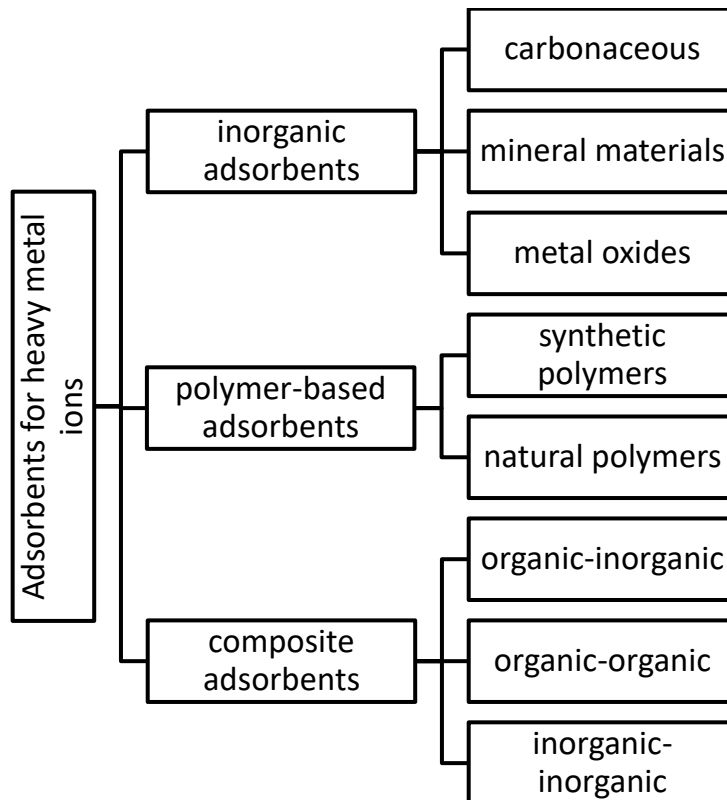 Adsorbents for heavy metal
ions
inorganic
adsorbents
carbonaceous
mineral materials
metal oxides
polymer-based
adsorbents
synthetic
polymers
natural polymers
composite
adsorbents
organic-inorganic
organic-organic
inorganic-
inorganic